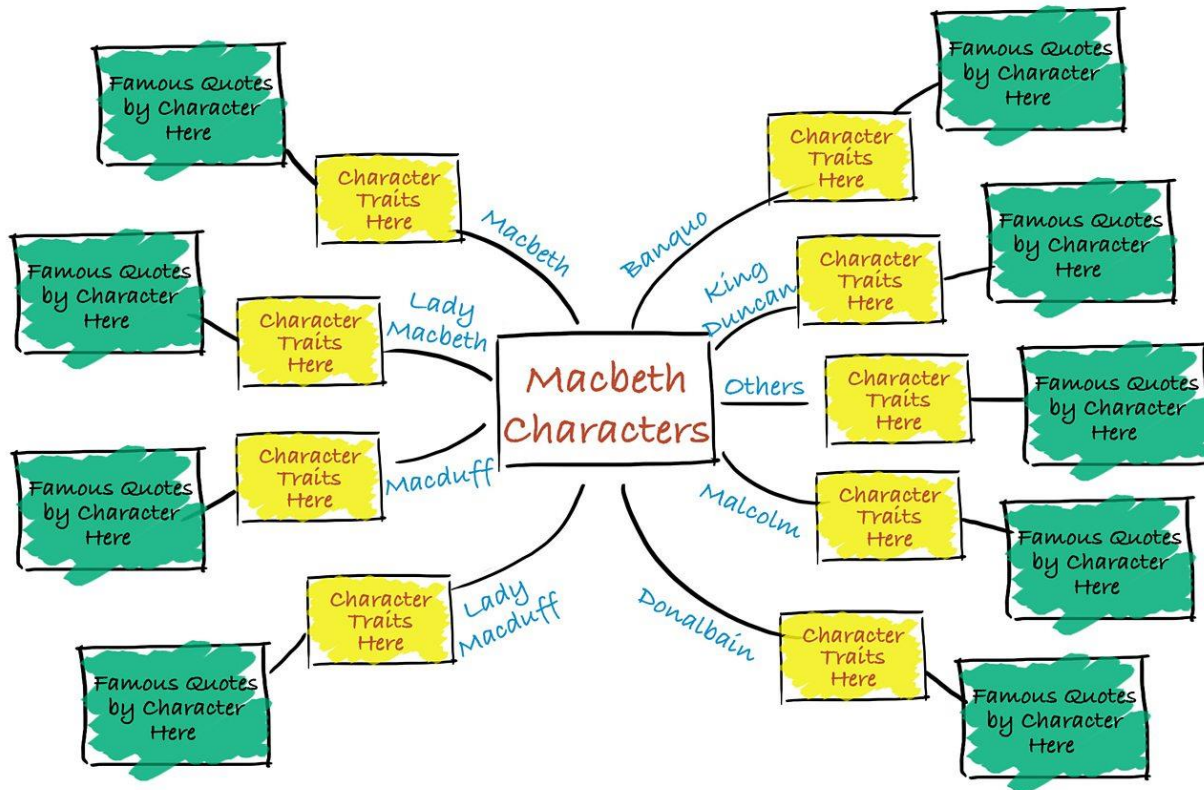 Macbeth
Characters
Macbeth
Character
Traits
Here
Famous Quotes
by Character
Here
Lady
Macbeth
Character
Traits
Here
Famous Quotes
by Character
Here
Macduff
Character
Traits
Here
Famous Quotes
by Character
Here
Lady
Macduff
Character
Traits
Here
Famous Quotes
by Character
Here
Banquo
Character
Traits
Here
Famous Quotes
by Character
Here
King
Duncan
Character
Traits
Here
Famous Quotes
by Character
Here
Others
Character
Traits
Here
Famous Quotes
by Character
Here
Malcolm
Character
Traits
Here
Famous Quotes
by Character
Here
Donalbain
Character
Traits
Here
Famous Quotes
by Character
Here